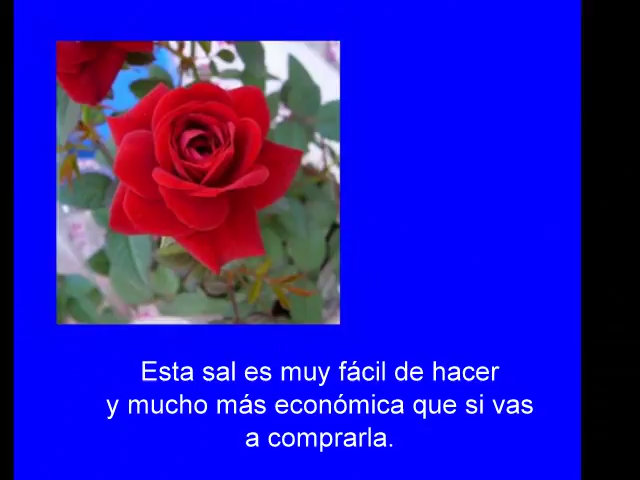 Esta sal es muy fácil de hacer
y mucho más económica que si vas
a comprarla.